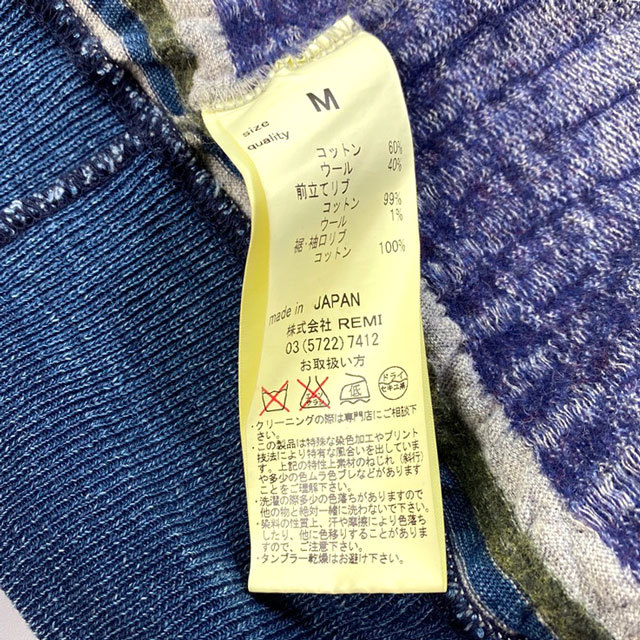 size M
quality
コットン 60%
ウール 40%
前立てリブ
コットン 99%
ウール 1%
裾・袖口リブ
コットン 100%
made in JAPAN
株式会社 REMI
03(5722)7412
お取扱い方
低 ドライ セキユ系
・クリーニングの際は専門店にご相談下
さい。
・この製品は特殊な染色加工やプリント
技法により特有な風合いを出していま
す。上記の特性上素材のねじれ(斜行)
や多少の色ムラ色ブレなどがあります
ことをご理解下さい。
・洗濯の際多少の色落ちがありますので
他の物と絶対一緒に洗わないで下さい。
・染料の性質上、汗や摩擦により色落ち
したり、他に色移りすることがあります
ので、ご注意下さい。
・タンブラー乾燥はお避け下さい。